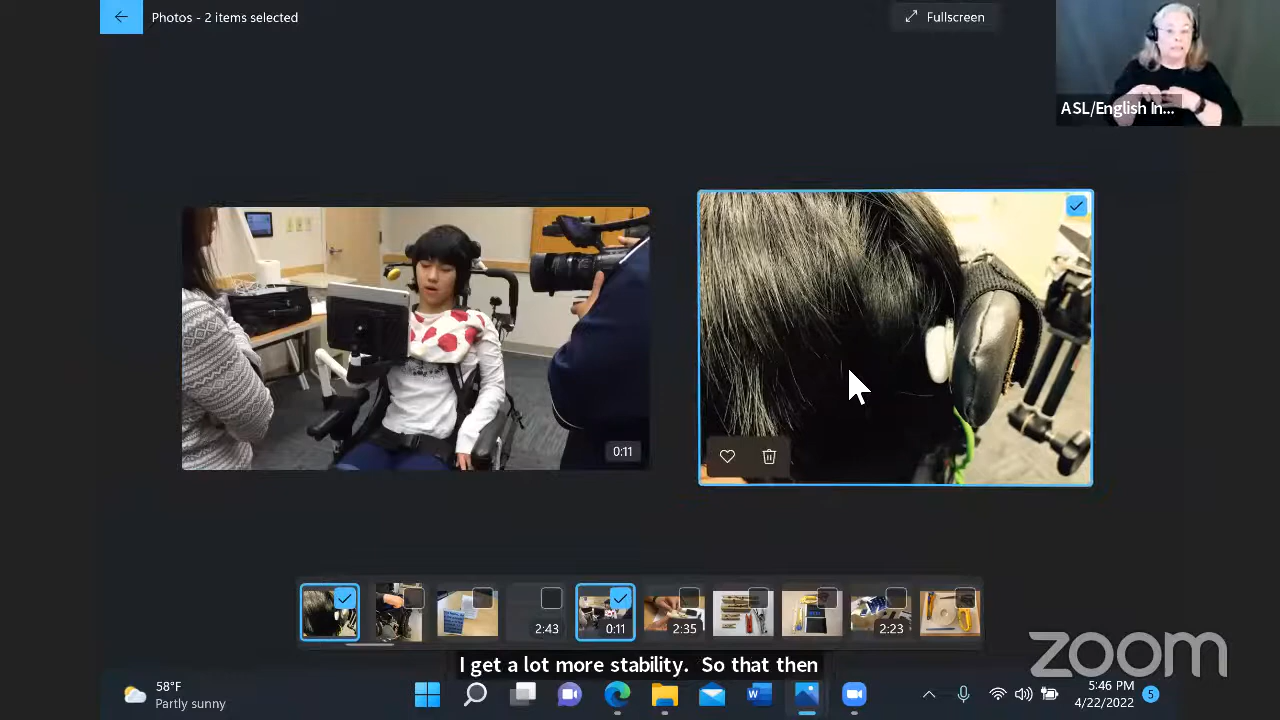 Photos - 2 items selected
Fullscreen
ASL/English In...
0:11
2:43
0:11
2:35
2:23
I get a lot more stability. So that then
zoom
58°F
Partly sunny
5:46 PM
4/22/2022
5